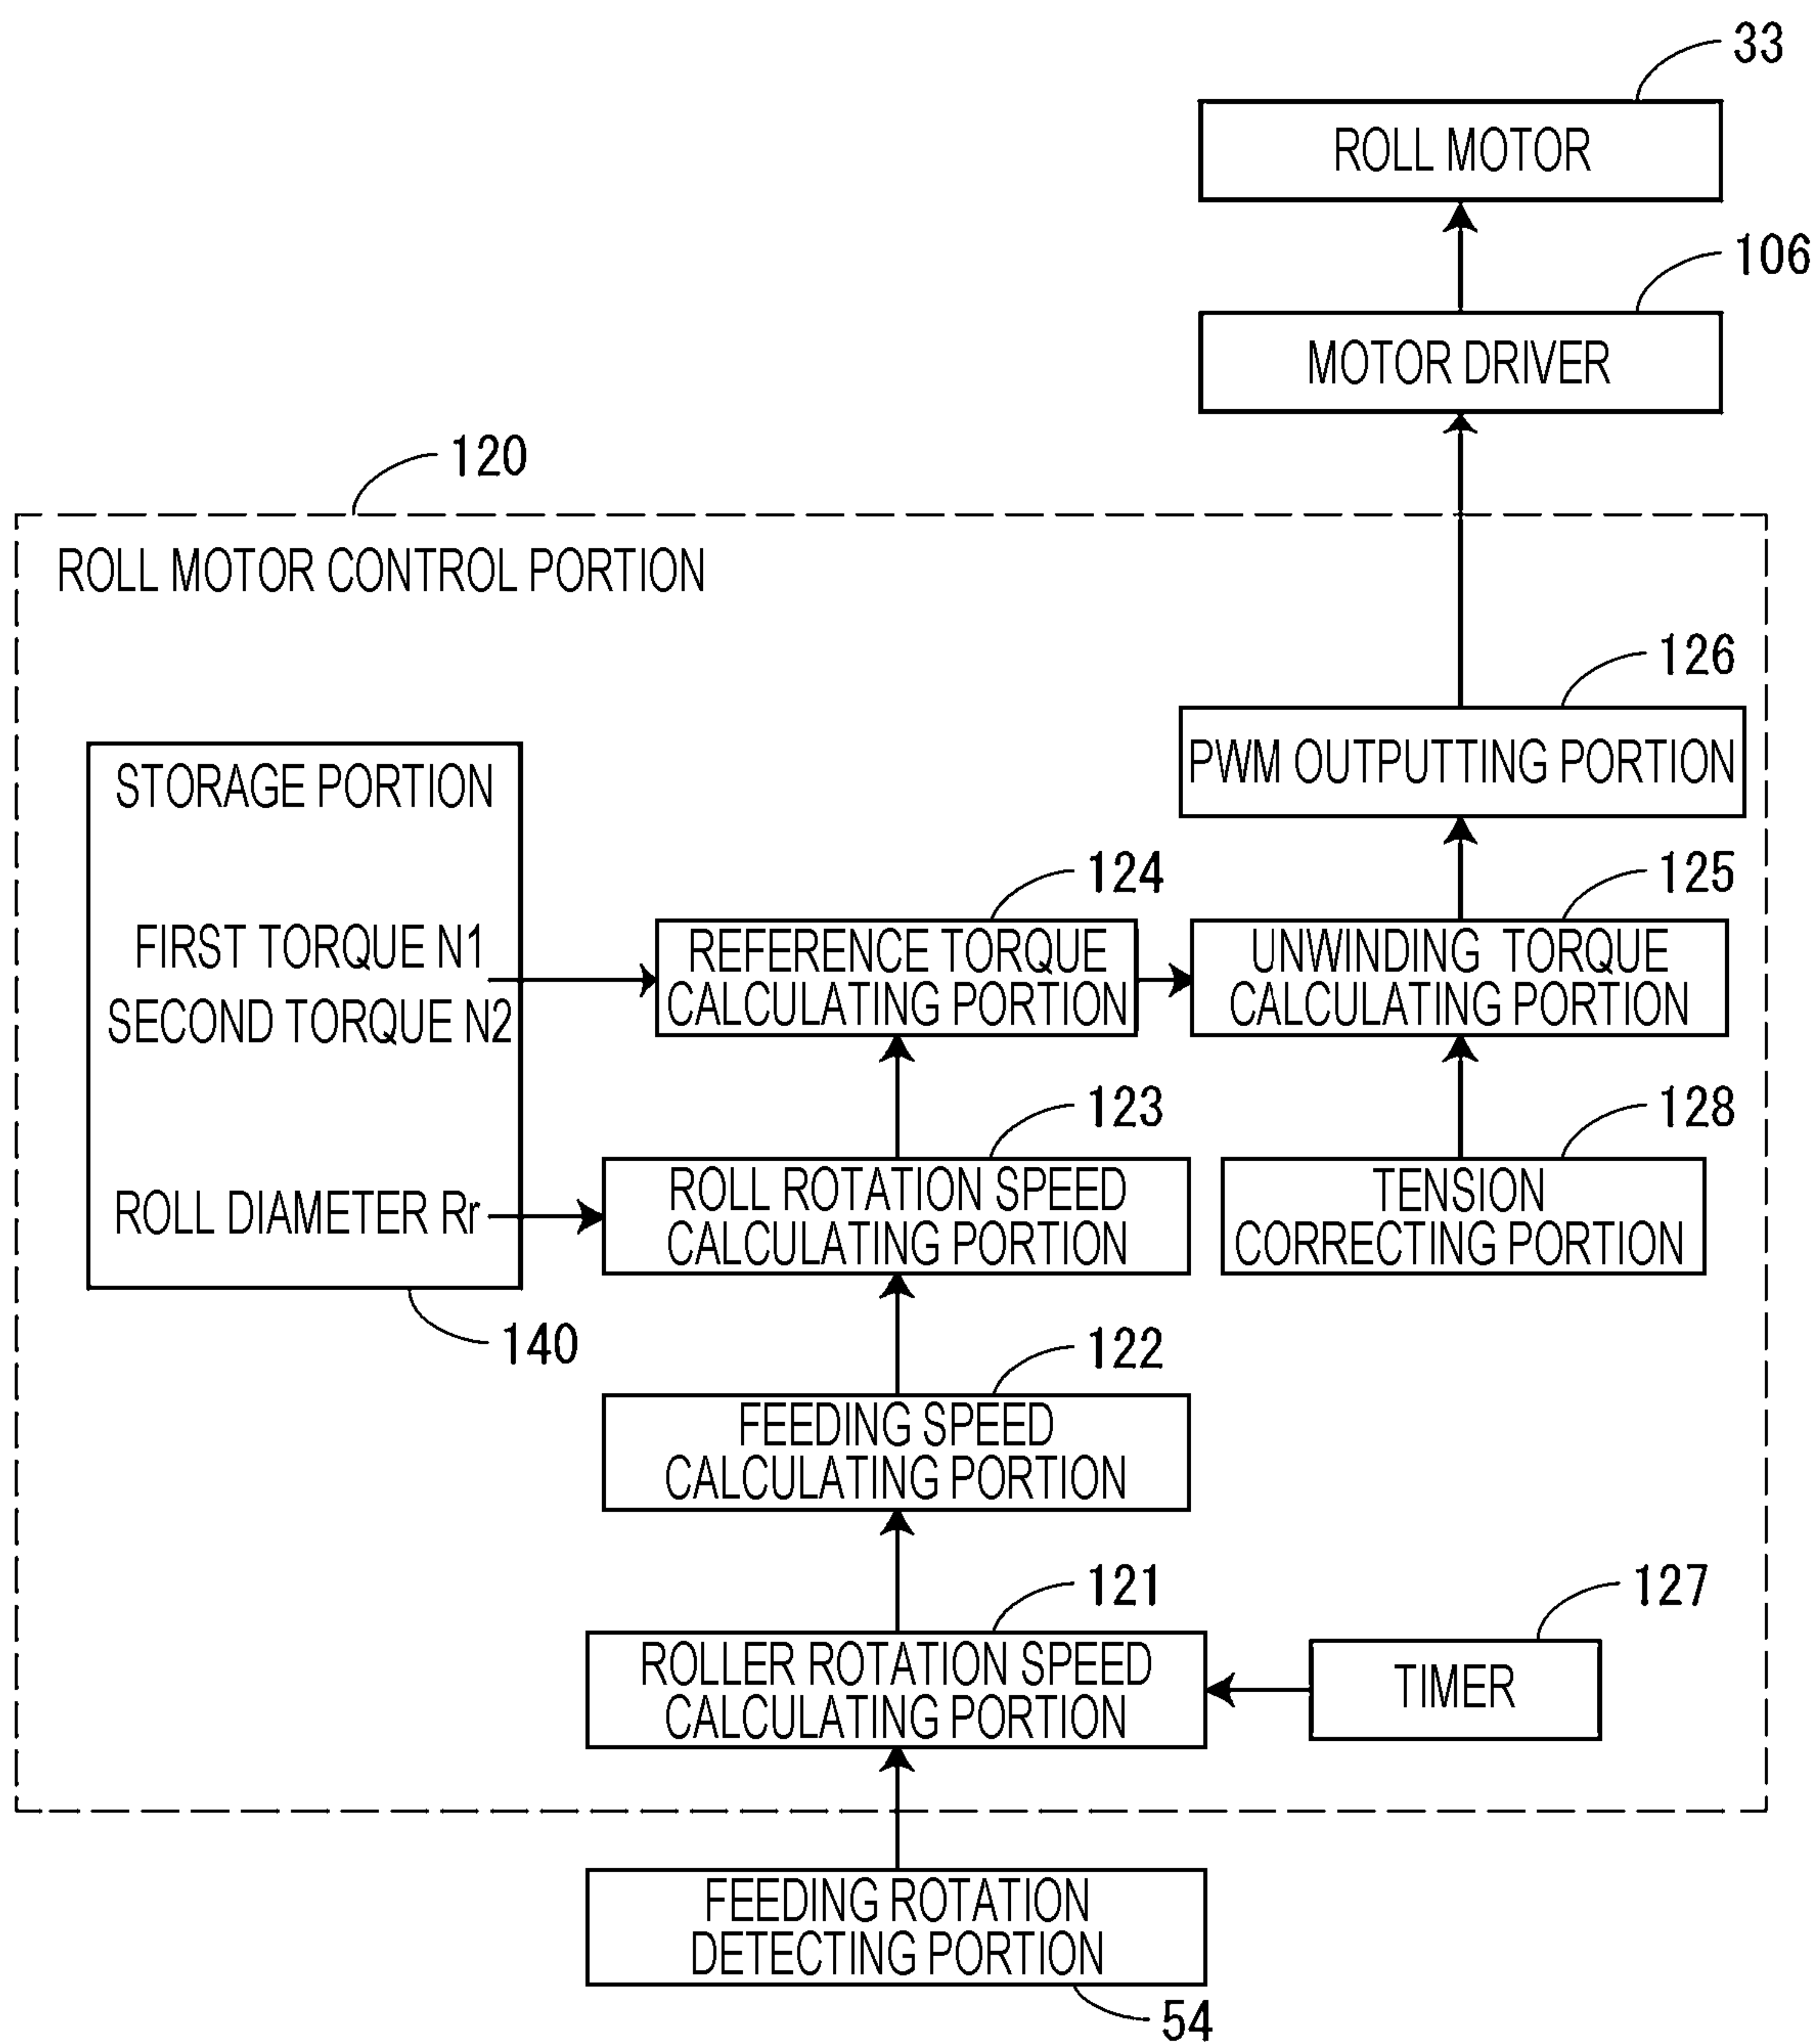 33
ROLL MOTOR
106
MOTOR DRIVER
120
ROLL MOTOR CONTROL PORTION
126
PWM OUTPUTTING PORTION
STORAGE PORTION
FIRST TORQUE N1
SECOND TORQUE N2
ROLL DIAMETER Rr
140
124
REFERENCE TORQUE
CALCULATING PORTION
125
UNWINDING TORQUE
CALCULATING PORTION
123
ROLL ROTATION SPEED
CALCULATING PORTION
128
TENSION
CORRECTING PORTION
122
FEEDING SPEED
CALCULATING PORTION
121
ROLLER ROTATION SPEED
CALCULATING PORTION
127
TIMER
FEEDING ROTATION
DETECTING PORTION
54